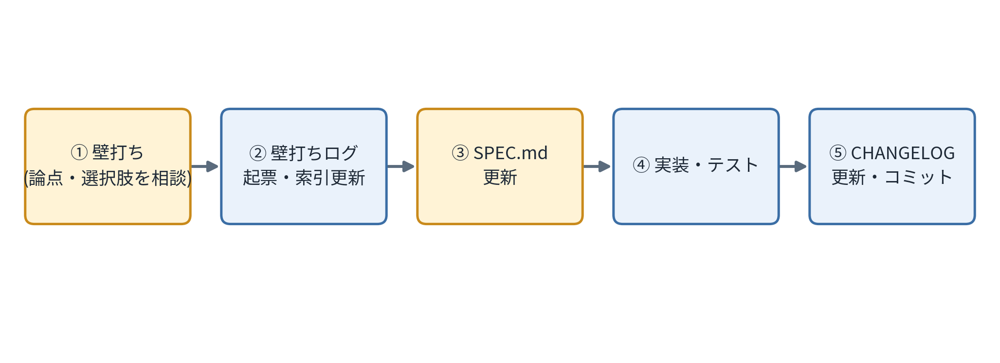 ① 壁打ち
(論点・選択肢を相談)
② 壁打ちログ
起票・索引更新
③ SPEC.md
更新
④ 実装・テスト
⑤ CHANGELOG
更新・コミット